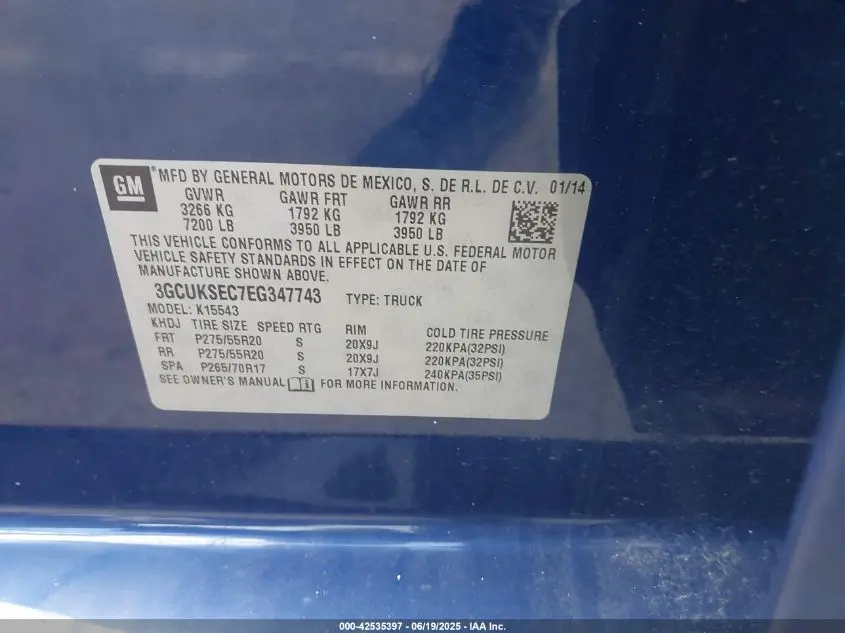 GM
MFD BY GENERAL MOTORS DE MEXICO, S. DE R.L. DE C.V. 01/14
GVWR GAWR FRT GAWR RR
3266 KG 1792 KG 1792 KG
7200 LB 3950 LB 3950 LB
THIS VEHICLE CONFORMS TO ALL APPLICABLE U.S. FEDERAL MOTOR
VEHICLE SAFETY STANDARDS IN EFFECT ON THE DATE OF
MANUFACTURE SHOWN ABOVE.
3GCUKSEC7EG347743 TYPE: TRUCK
MODEL: K15543
KHDJ TIRE SIZE SPEED RTG RIM COLD TIRE PRESSURE
FRT P275/55R20 S 20X9J 220KPA(32PSI)
RR P275/55R20 S 20X9J 220KPA(32PSI)
SPA P265/70R17 S 17X7J 240KPA(35PSI)
SEE OWNER'S MANUAL FOR MORE INFORMATION.
000-42535397 - 06/19/2025 - IAA Inc.